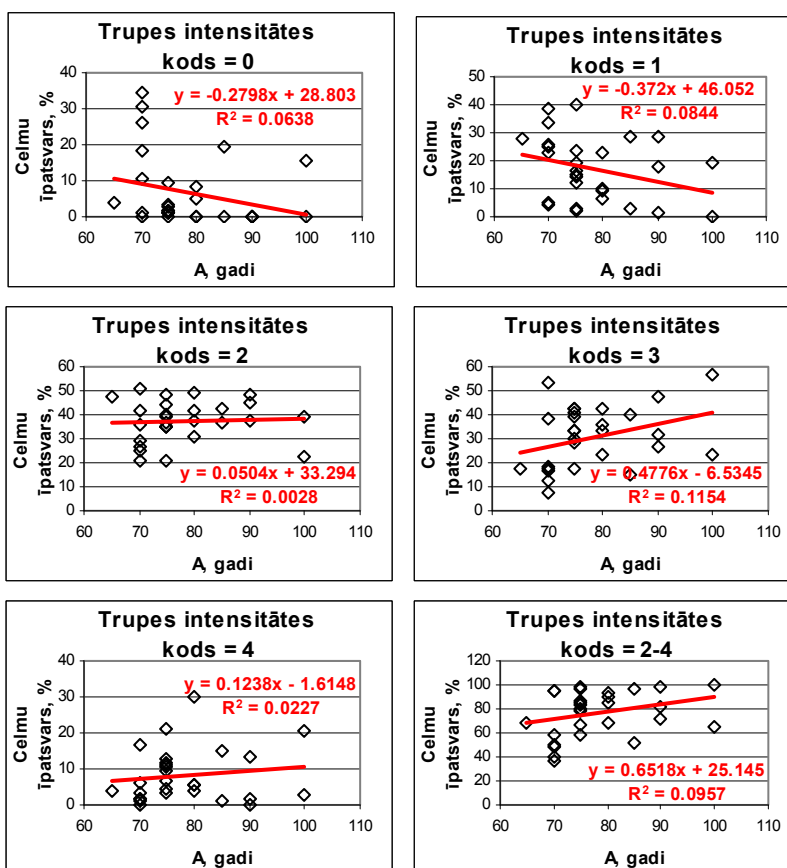 Trupes intensitātes
kods = 0
y = -0.2798x + 28.803
R² = 0.0638
Celmu
īpatsvars, %
40
30
20
10
0
60 70 80 90 100 110
A, gadi
Trupes intensitātes
kods = 1
y = -0.372x + 46.052
R² = 0.0844
Celmu
īpatsvars, %
50
40
30
20
10
0
60 70 80 90 100 110
A, gadi
Trupes intensitātes
kods = 2
Celmu
īpatsvars, %
60
50
40
30
20
10
0
y = 0.0504x + 33.294
R² = 0.0028
60 70 80 90 100 110
A, gadi
Trupes intensitātes
kods = 3
Celmu
īpatsvars, %
60
50
40
30
20
10
0
y = 0.4776x - 6.5345
R² = 0.1154
60 70 80 90 100 110
A, gadi
Trupes intensitātes
kods = 4
y = 0.1238x - 1.6148
R² = 0.0227
Celmu
īpatsvars, %
40
30
20
10
0
60 70 80 90 100 110
A, gadi
Trupes intensitātes
kods = 2-4
Celmu
īpatsvars, %
120
100
80
60
40
20
0
y = 0.6518x + 25.145
R² = 0.0957
60 70 80 90 100 110
A, gadi